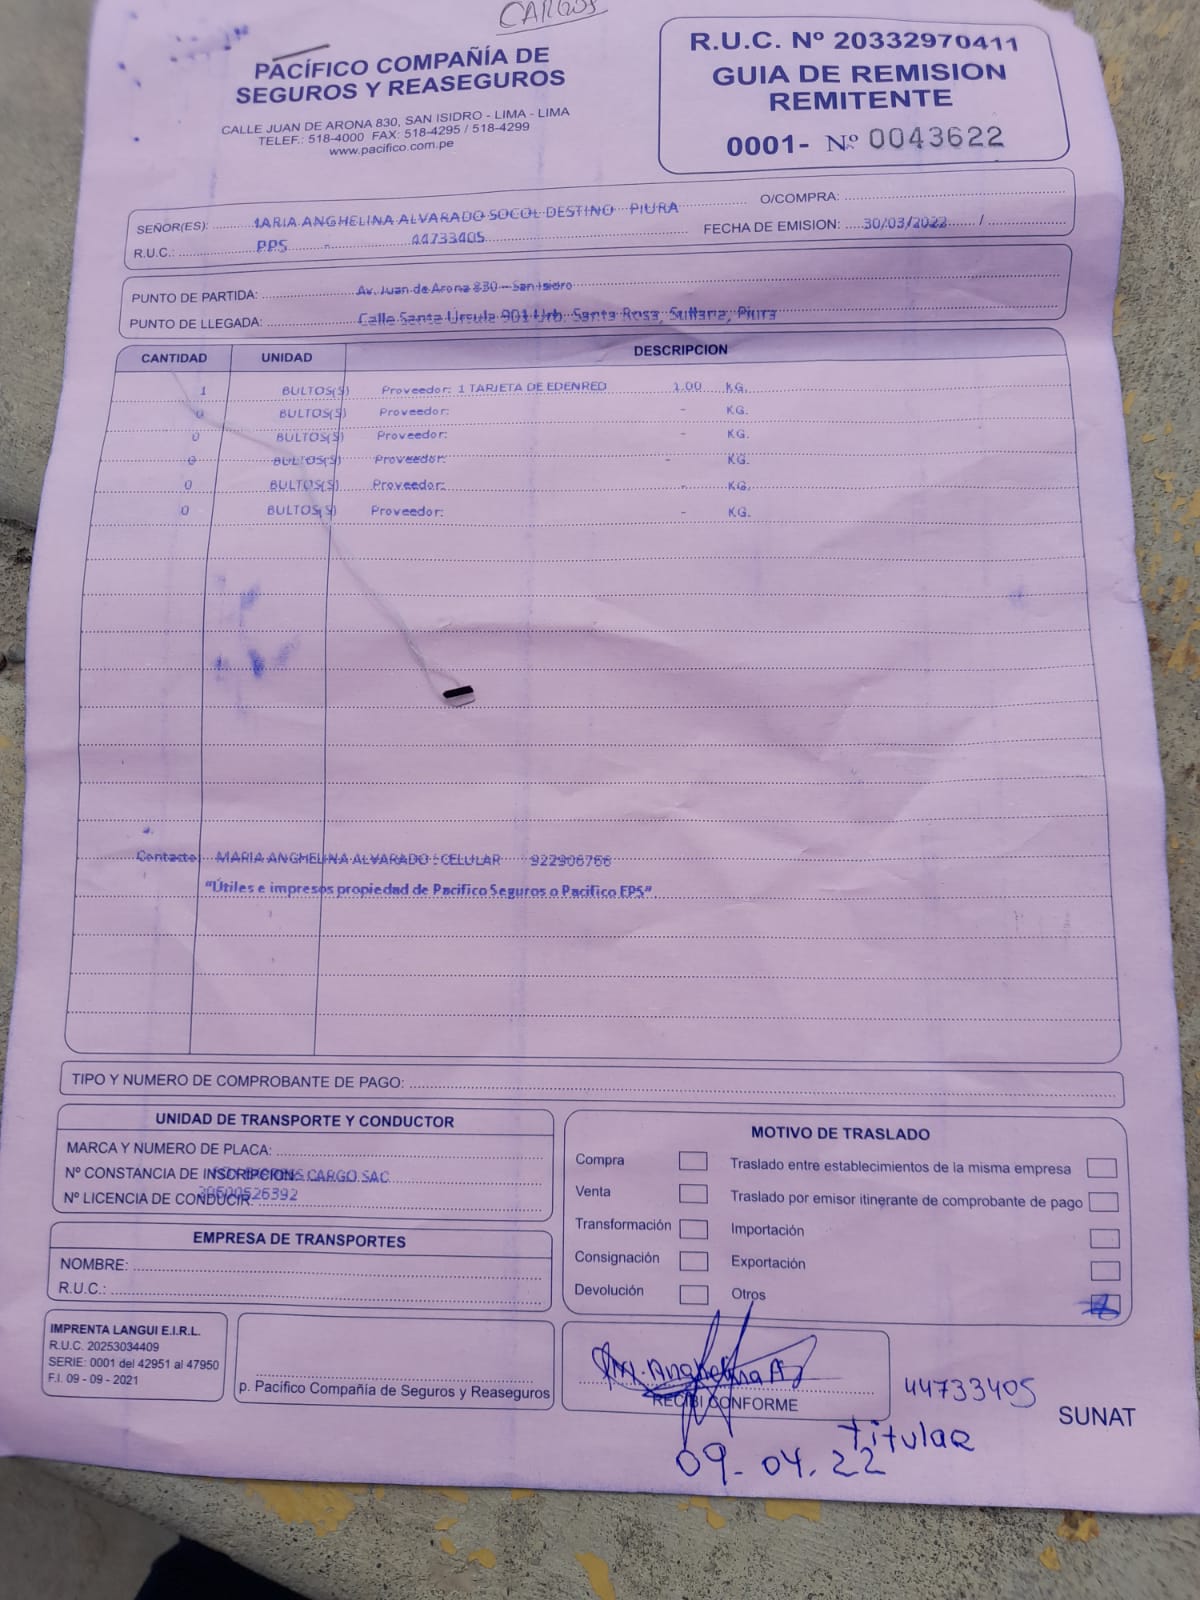 CARGOS
PACÍFICO COMPAÑÍA DE
SEGUROS Y REASEGUROS
CALLE JUAN DE ARONA 830, SAN ISIDRO - LIMA - LIMA
TELEF.: 518-4000 FAX: 518-4295 / 518-4299
www.pacifico.com.pe
R.U.C. Nº 20332970411
GUIA DE REMISION
REMITENTE
0001- Nº 0043622
SEÑOR(ES): 1ARIA ANGHELINA ALVARADO SOCOL DESTINO PIURA
O/COMPRA:
R.U.C.: PPS - 44733405
FECHA DE EMISION: 30/03/2022 /
PUNTO DE PARTIDA: Av. Juan de Arona 830 - San Isidro
PUNTO DE LLEGADA: Calle Santa Ursula 901 Urb. Santa Rosa, Sullana, Piura
CANTIDAD UNIDAD DESCRIPCION
1 BULTOS(S) Proveedor: 1 TARJETA DE EDENRED 1.00 KG.
0 BULTOS(S) Proveedor: - KG.
0 BULTOS(S) Proveedor: - KG.
0 BULTOS(S) Proveedor: - KG.
0 BULTOS(S) Proveedor: - KG.
0 BULTOS(S) Proveedor: - KG.
Contacto: MARIA ANGHELINA ALVARADO : CELULAR 922906766
"Útiles e impresos propiedad de Pacifico Seguros o Pacifico EPS".
TIPO Y NUMERO DE COMPROBANTE DE PAGO:
UNIDAD DE TRANSPORTE Y CONDUCTOR
MARCA Y NUMERO DE PLACA:
Nº CONSTANCIA DE INSCRIPCION: CARGO SAC
Nº LICENCIA DE CONDUCIR:
EMPRESA DE TRANSPORTES
NOMBRE:
R.U.C.:
MOTIVO DE TRASLADO
Compra Traslado entre establecimientos de la misma empresa
Venta Traslado por emisor itinerante de comprobante de pago
Transformación Importación
Consignación Exportación
Devolución Otros
IMPRENTA LANGUI E.I.R.L.
R.U.C. 20253034409
SERIE: 0001 del 42951 al 47950
F.I. 09 - 09 - 2021
p. Pacífico Compañía de Seguros y Reaseguros
M. Anghelina A
RECIBI CONFORME
44733405
SUNAT
titular
09-04.22